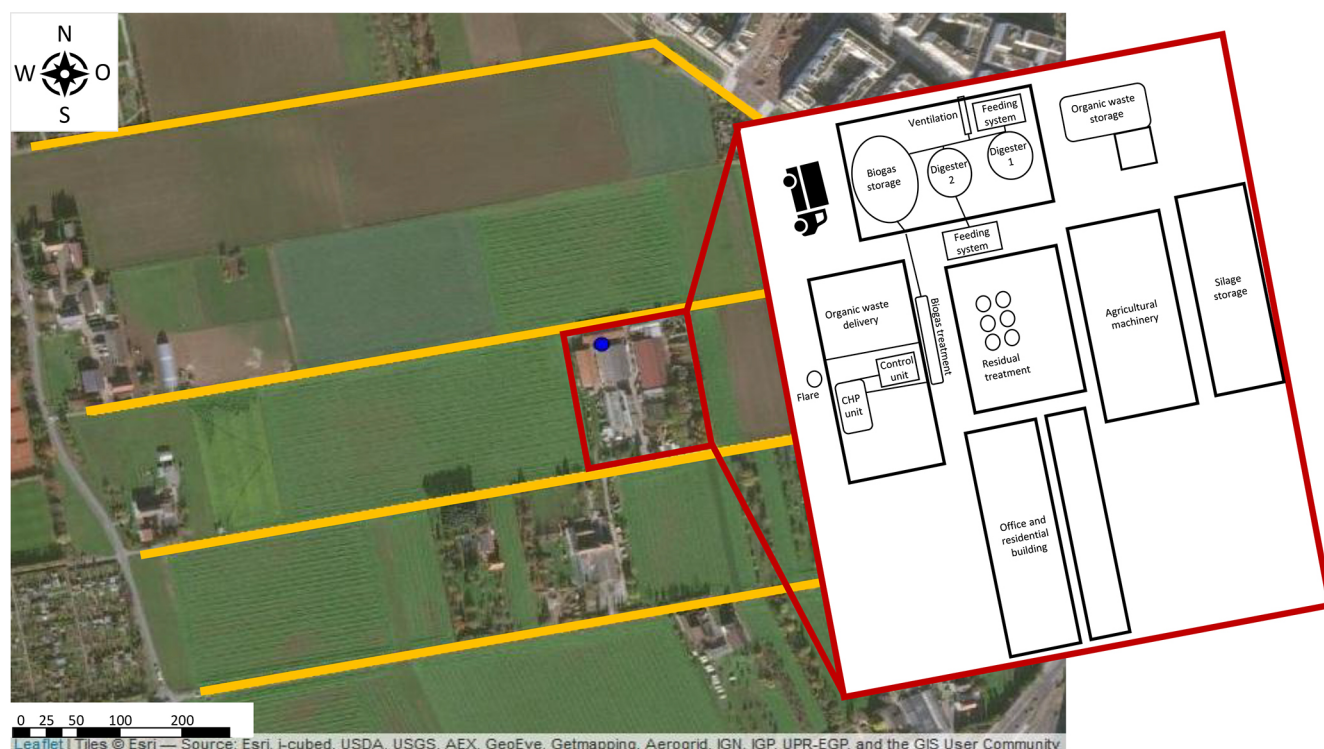 N
W O
S
Ventilation
Feeding
system
Organic waste
storage
Biogas
storage
Digester
2
Digester
1
Feeding
system
Organic waste
delivery
Biogas treatment
Control
unit
Flare
CHP
unit
Residual
treatment
Agricultural
machinery
Silage
storage
Office and
residential
building
0 25 50 100 200
Leaflet | Tiles © Esri — Source: Esri, i-cubed, USDA, USGS, AEX, GeoEye, Getmapping, Aerogrid, IGN, IGP, UPR-EGP, and the GIS User Community